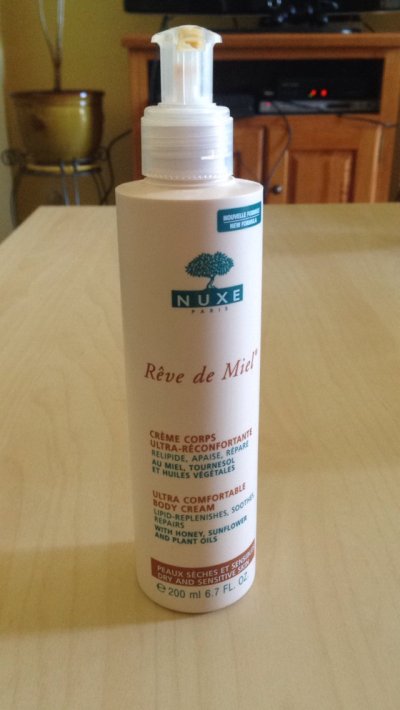 NOUVELLE FORMULE
NEW FORMULA
NUXE
PARIS
Rêve de Miel®
CRÈME CORPS
ULTRA-RÉCONFORTANTE
RELIPIDE, APAISE, RÉPARE
AU MIEL, TOURNESOL
ET HUILES VÉGÉTALES
ULTRA COMFORTABLE
BODY CREAM
LIPID-REPLENISHES, SOOTHES,
REPAIRS
WITH HONEY, SUNFLOWER
AND PLANT OILS
PEAUX SÈCHES ET SENSIBLES
DRY AND SENSITIVE SKIN
℮ 200 ml 6.7 FL. OZ.